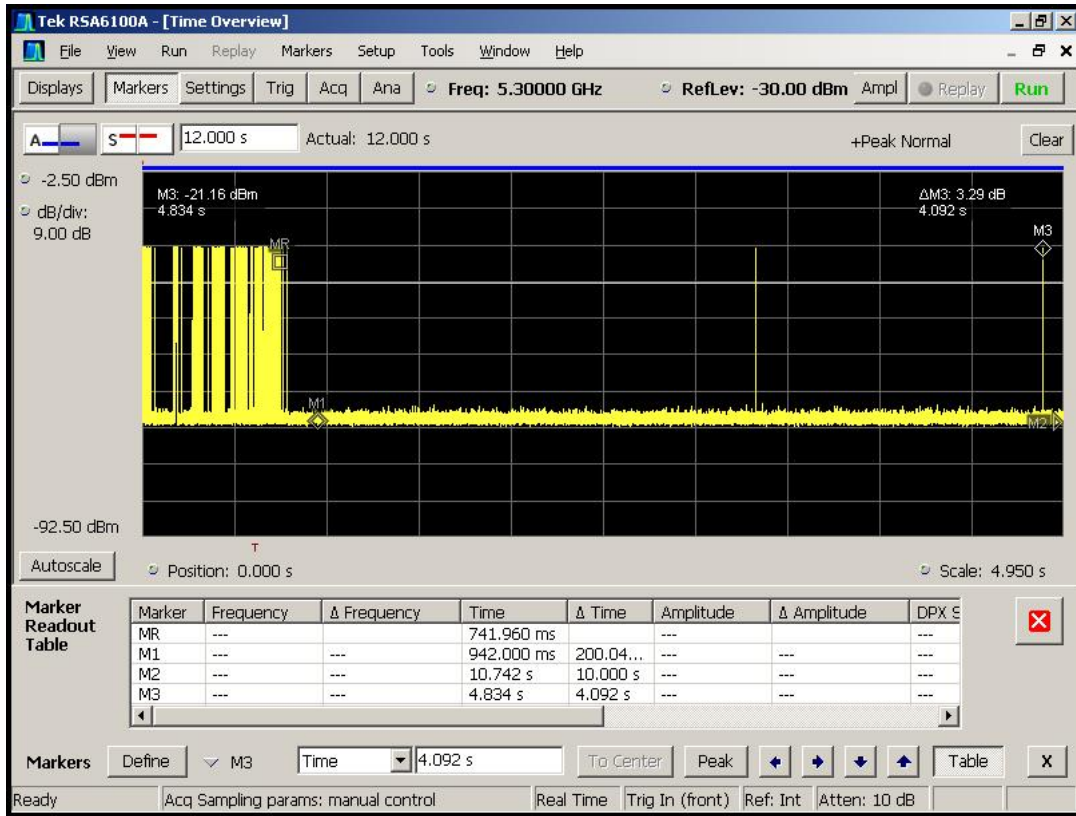 Tek RSA6100A - [Time Overview]
File View Run Replay Markers Setup Tools Window Help
Displays Markers Settings Trig Acq Ana Freq: 5.30000 GHz RefLev: -30.00 dBm Ampl Replay Run
A S 12.000 s Actual: 12.000 s +Peak Normal Clear
-2.50 dBm
dB/div:
9.00 dB
M3: -21.16 dBm
4.834 s
ΔM3: 3.29 dB
4.092 s
M3
MR
M1
M2
-92.50 dBm
T
Autoscale Position: 0.000 s Scale: 4.950 s
Marker Readout Table
Marker Frequency Δ Frequency Time Δ Time Amplitude Δ Amplitude DPX S
MR --- 741.960 ms ---  ---
M1 --- --- 942.000 ms 200.04... --- --- ---
M2 --- --- 10.742 s 10.000 s --- --- ---
M3 --- --- 4.834 s 4.092 s --- --- ---
Markers Define M3 Time 4.092 s To Center Peak Table X
Ready Acq Sampling params: manual control Real Time Trig In (front) Ref: Int Atten: 10 dB